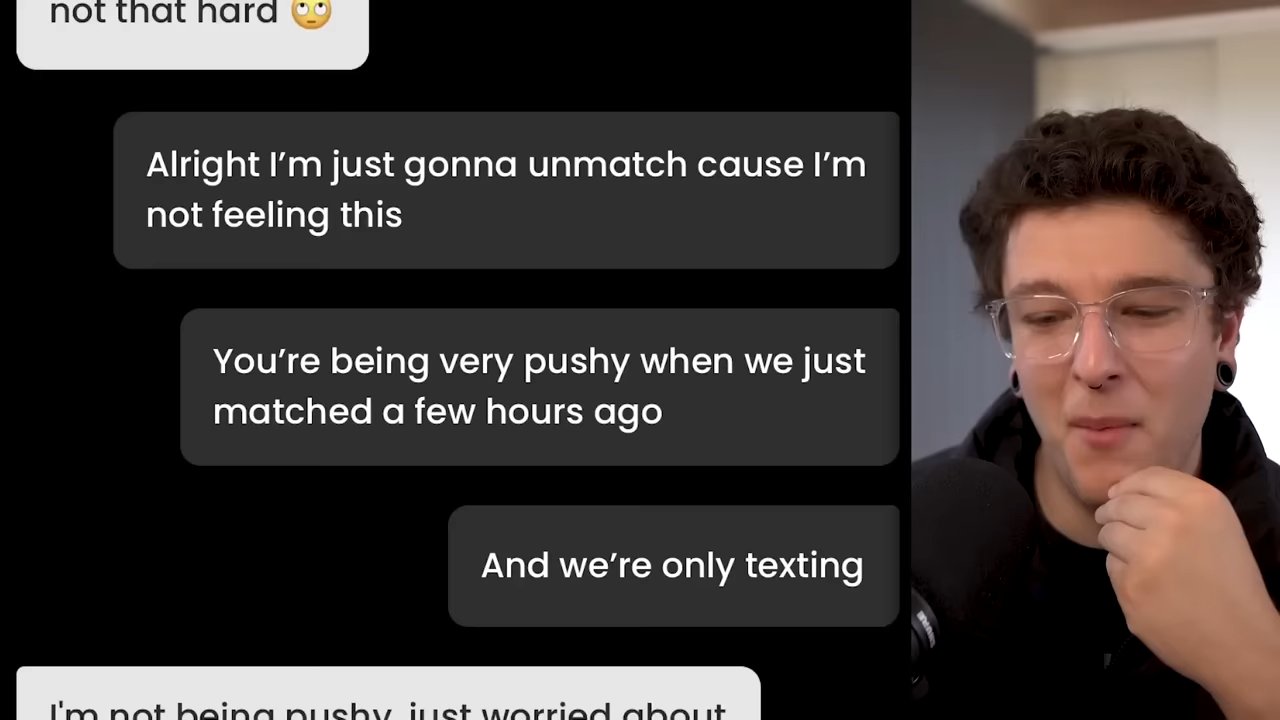 not that hard 🙄
Alright I’m just gonna unmatch cause I’m
not feeling this
You’re being very pushy when we just
matched a few hours ago
And we’re only texting
I'm not being pushy, just worried about